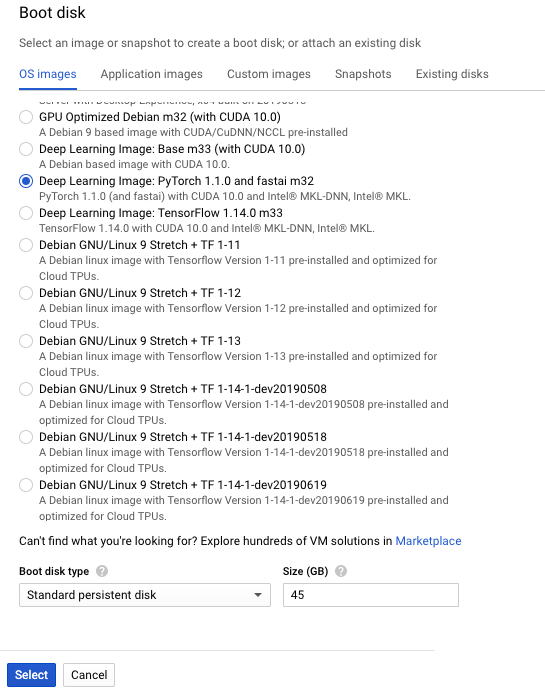 Boot disk
Select an image or snapshot to create a boot disk; or attach an existing disk
OS images Application images Custom images Snapshots Existing disks
Server with Desktop Experience, x64 built on
GPU Optimized Debian m32 (with CUDA 10.0)
A Debian 9 based image with CUDA/CuDNN/NCCL pre-installed
Deep Learning Image: Base m33 (with CUDA 10.0)
A Debian based image with CUDA 10.0.
Deep Learning Image: PyTorch 1.1.0 and fastai m32
PyTorch 1.1.0 (and fastai) with CUDA 10.0 and Intel® MKL-DNN, Intel® MKL.
Deep Learning Image: TensorFlow 1.14.0 m33
TensorFlow 1.14.0 with CUDA 10.0 and Intel® MKL-DNN, Intel® MKL.
Debian GNU/Linux 9 Stretch + TF 1-11
A Debian linux image with Tensorflow Version 1-11 pre-installed and optimized for
Cloud TPUs.
Debian GNU/Linux 9 Stretch + TF 1-12
A Debian linux image with Tensorflow Version 1-12 pre-installed and optimized for
Cloud TPUs.
Debian GNU/Linux 9 Stretch + TF 1-13
A Debian linux image with Tensorflow Version 1-13 pre-installed and optimized for
Cloud TPUs.
Debian GNU/Linux 9 Stretch + TF 1-14-1-dev20190508
A Debian linux image with Tensorflow Version 1-14-1-dev20190508 pre-installed and
optimized for Cloud TPUs.
Debian GNU/Linux 9 Stretch + TF 1-14-1-dev20190518
A Debian linux image with Tensorflow Version 1-14-1-dev20190518 pre-installed and
optimized for Cloud TPUs.
Debian GNU/Linux 9 Stretch + TF 1-14-1-dev20190619
A Debian linux image with Tensorflow Version 1-14-1-dev20190619 pre-installed and
optimized for Cloud TPUs.
Can't find what you're looking for? Explore hundreds of VM solutions in Marketplace
Boot disk type ? Size (GB) ?
Standard persistent disk 45
Select Cancel